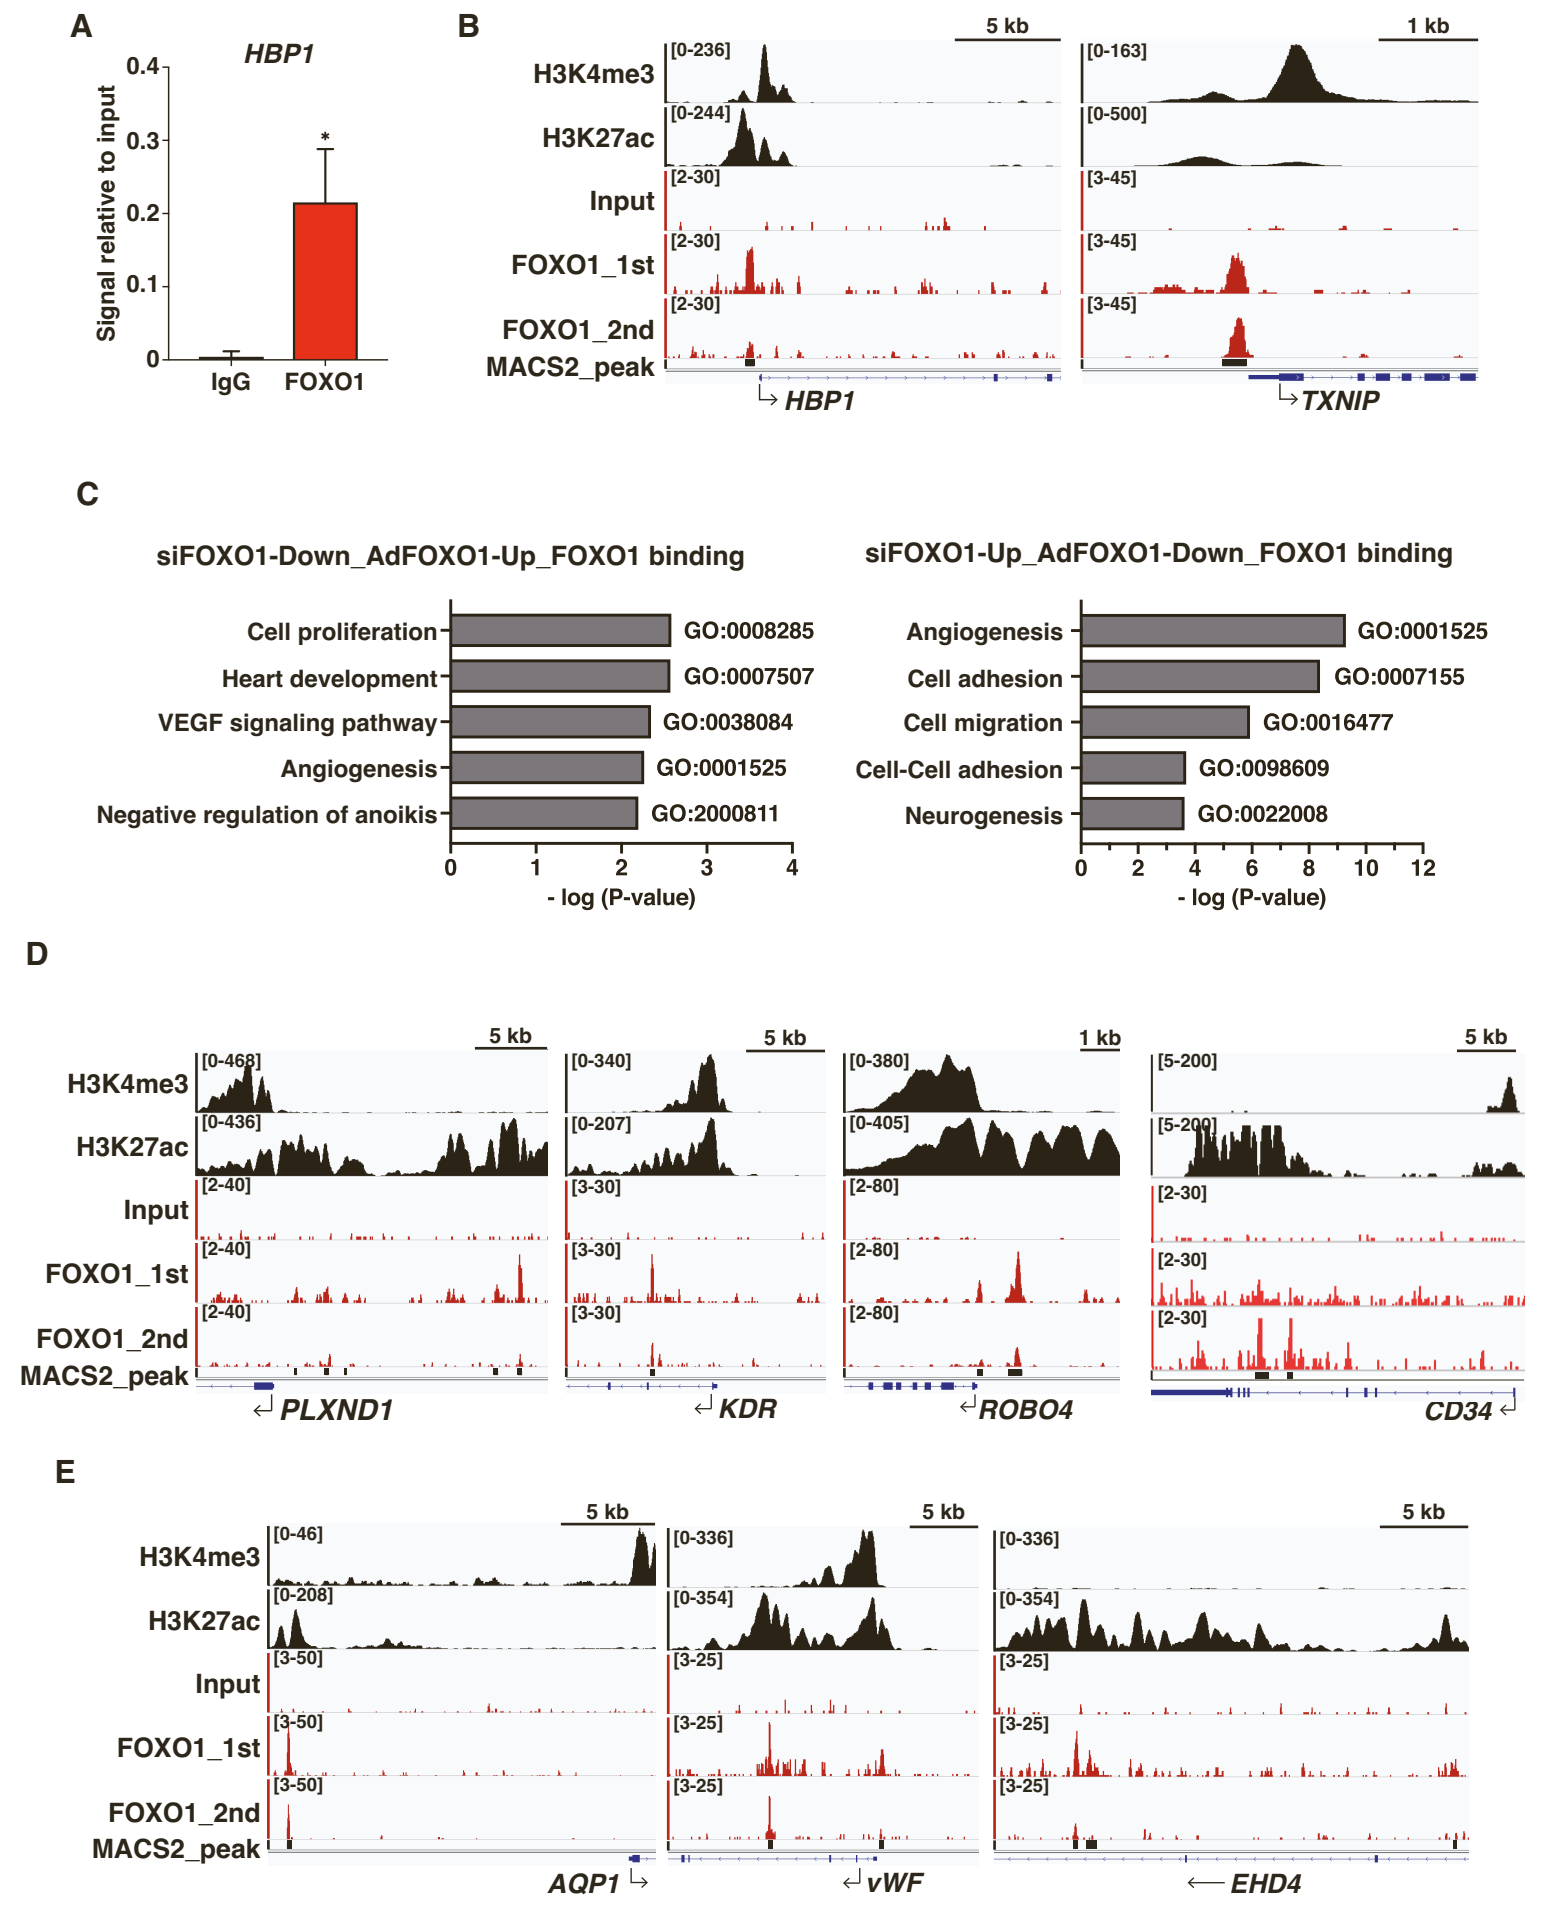 A
HBP1
Signal relative to input
0.4
0.3
0.2
0.1
0
*
IgG FOXO1
B
5 kb 1 kb
H3K4me3 [0-236] [0-163]
H3K27ac [0-244] [0-500]
Input [2-30] [3-45]
FOXO1_1st [2-30] [3-45]
FOXO1_2nd [2-30] [3-45]
MACS2_peak
HBP1 TXNIP
C
siFOXO1-Down_AdFOXO1-Up_FOXO1 binding
Cell proliferation GO:0008285
Heart development GO:0007507
VEGF signaling pathway GO:0038084
Angiogenesis GO:0001525
Negative regulation of anoikis GO:2000811
0 1 2 3 4
- log (P-value)
siFOXO1-Up_AdFOXO1-Down_FOXO1 binding
Angiogenesis GO:0001525
Cell adhesion GO:0007155
Cell migration GO:0016477
Cell-Cell adhesion GO:0098609
Neurogenesis GO:0022008
0 2 4 6 8 10 12
- log (P-value)
D
5 kb 5 kb 1 kb 5 kb
H3K4me3 [0-468] [0-340] [0-380] [5-200]
H3K27ac [0-436] [0-207] [0-405] [5-200]
Input [2-40] [3-30] [2-80] [2-30]
FOXO1_1st [2-40] [3-30] [2-80] [2-30]
FOXO1_2nd [2-40] [3-30] [2-80] [2-30]
MACS2_peak
PLXND1 KDR ROBO4 CD34
E
5 kb 5 kb 5 kb
H3K4me3 [0-46] [0-336] [0-336]
H3K27ac [0-208] [0-354] [0-354]
Input [3-50] [3-25] [3-25]
FOXO1_1st [3-50] [3-25] [3-25]
FOXO1_2nd [3-50] [3-25] [3-25]
MACS2_peak
AQP1 vWF EHD4